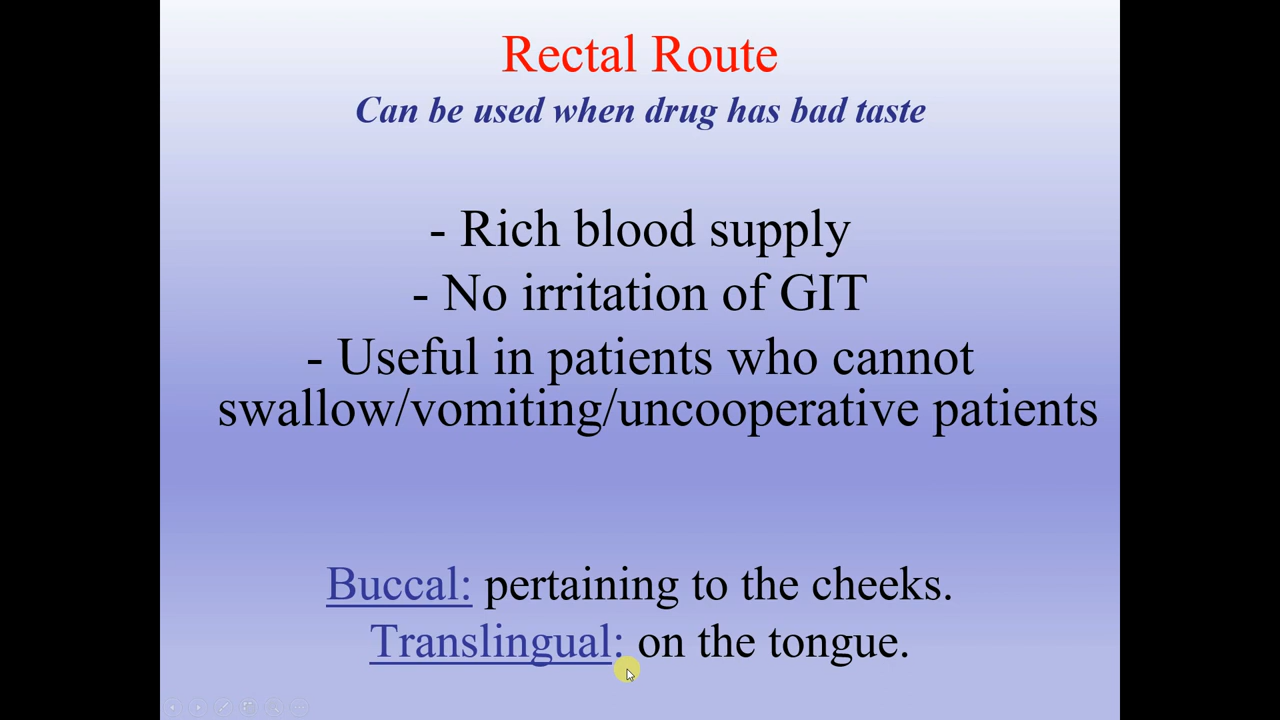 Rectal Route
Can be used when drug has bad taste
- Rich blood supply
- No irritation of GIT
- Useful in patients who cannot
swallow/vomiting/uncooperative patients
Buccal: pertaining to the cheeks.
Translingual: on the tongue.